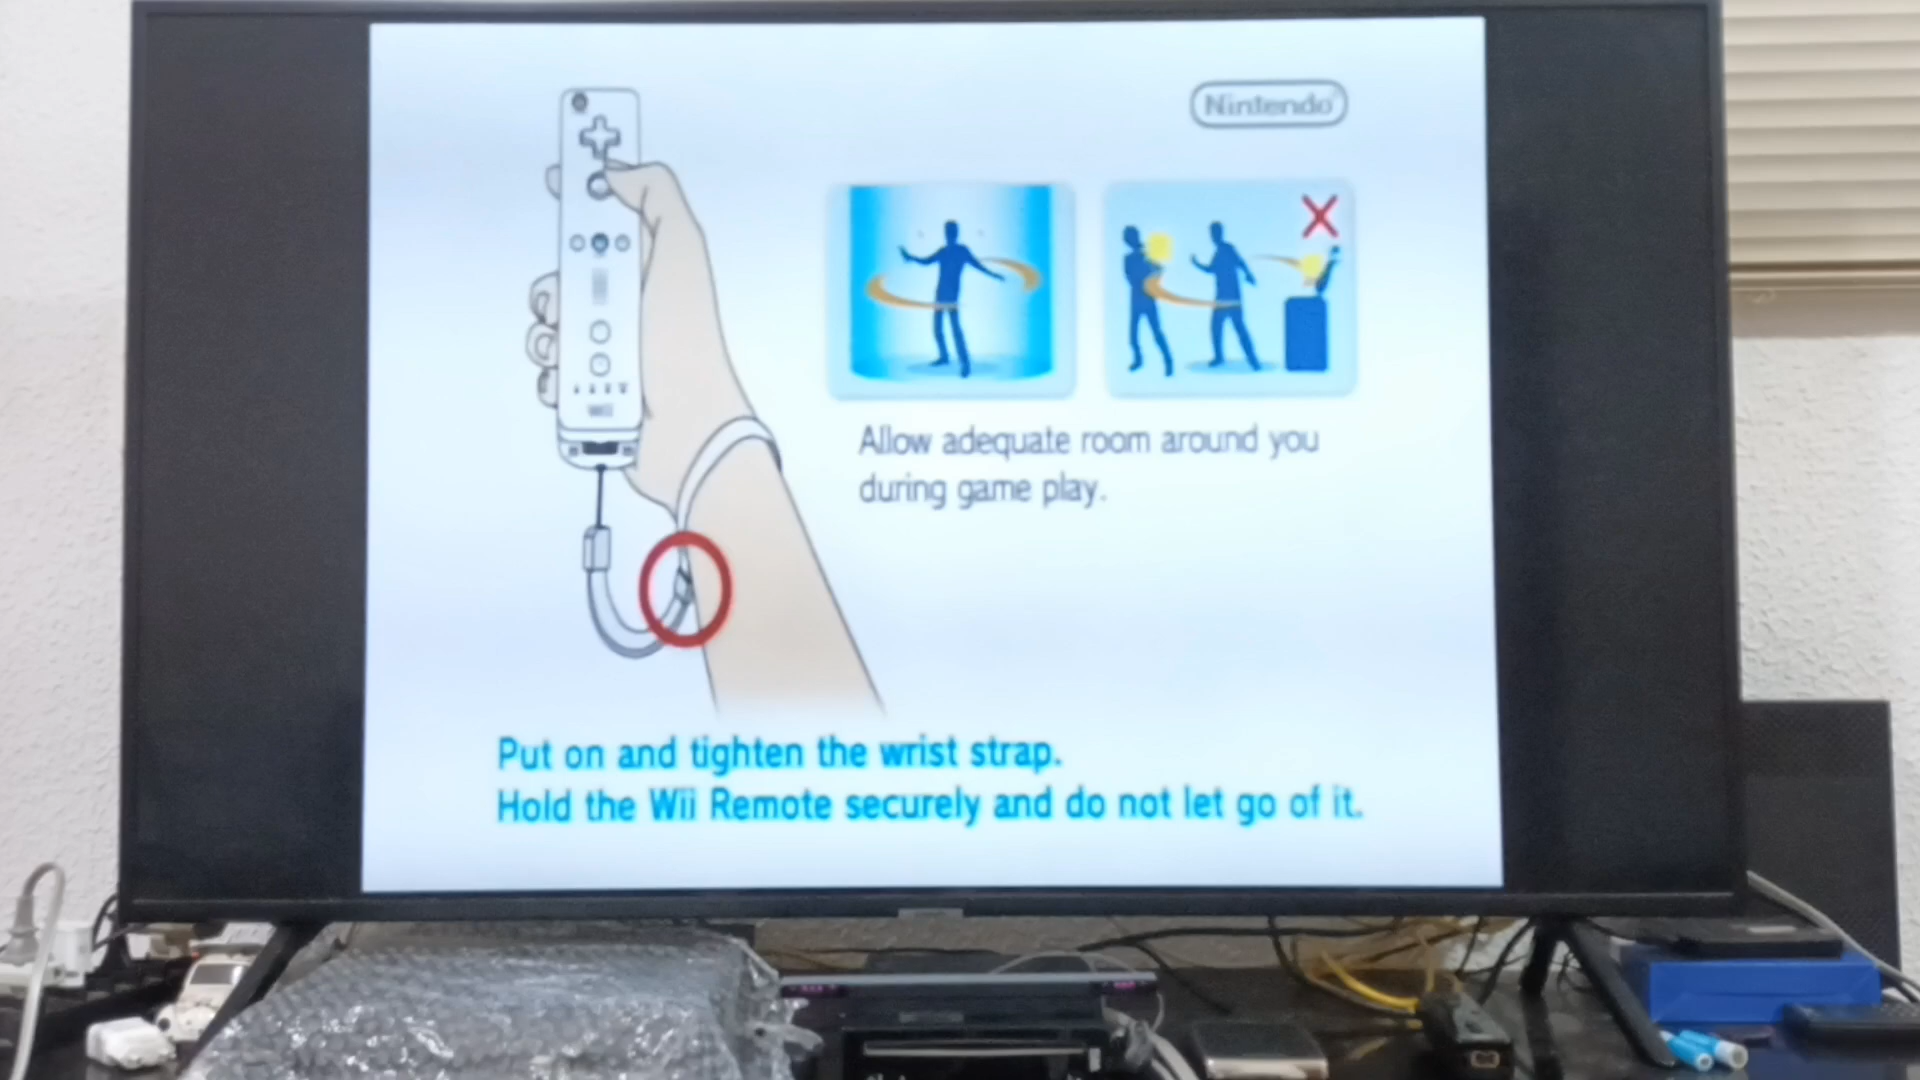 Nintendo
Wii
Allow adequate room around you
during game play.
Put on and tighten the wrist strap.
Hold the Wii Remote securely and do not let go of it.